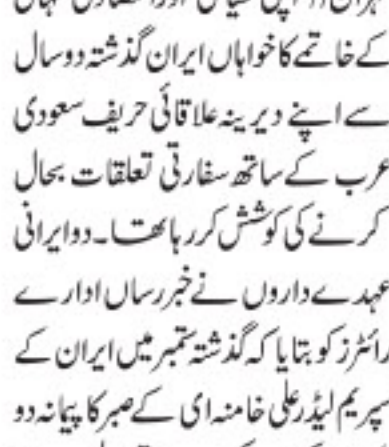 کے خاتمے کا خواہاں ایران گذشتہ دو سال
سے اپنے دیرینہ علاقائی حریف سعودی
عرب کے ساتھ سفارتی تعلقات بحال
کرنے کی کوشش کر رہا تھا۔ دو ایرانی
عہدے داروں نے خبر رساں ادارے
رائٹرز کو بتایا کہ گذشتہ ستمبر میں ایران کے
سپریم لیڈر علی خامنہ ای کے صبر کا پیمانہ دو